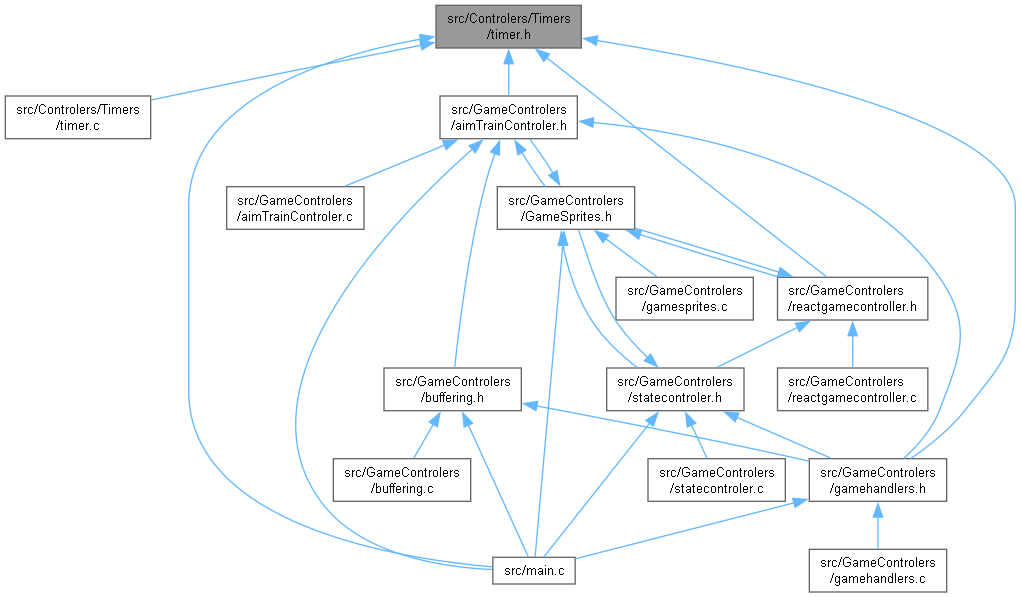 src/Controlers/Timers
/timer.h
src/Controlers/Timers
/timer.c
src/GameControlers
/aimTrainControler.h
src/GameControlers
/aimTrainControler.c
src/GameControlers
/GameSprites.h
src/GameControlers
/gamesprites.c
src/GameControlers
/reactgamecontroller.h
src/GameControlers
/buffering.h
src/GameControlers
/statecontroler.h
src/GameControlers
/reactgamecontroller.c
src/GameControlers
/buffering.c
src/GameControlers
/statecontroler.c
src/GameControlers
/gamehandlers.h
src/main.c
src/GameControlers
/gamehandlers.c